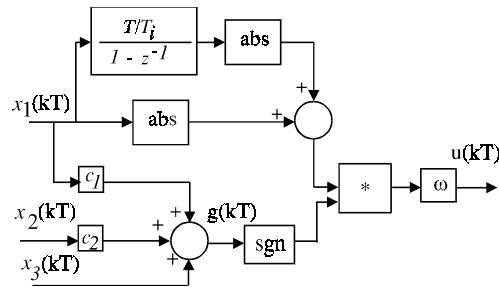 T/Ti
1 - z⁻¹
abs
+
x1(kT)
abs
+
u(kT)
c1
*
ω
x2(kT)
+
g(kT)
+
c2
sgn
x3(kT)
+